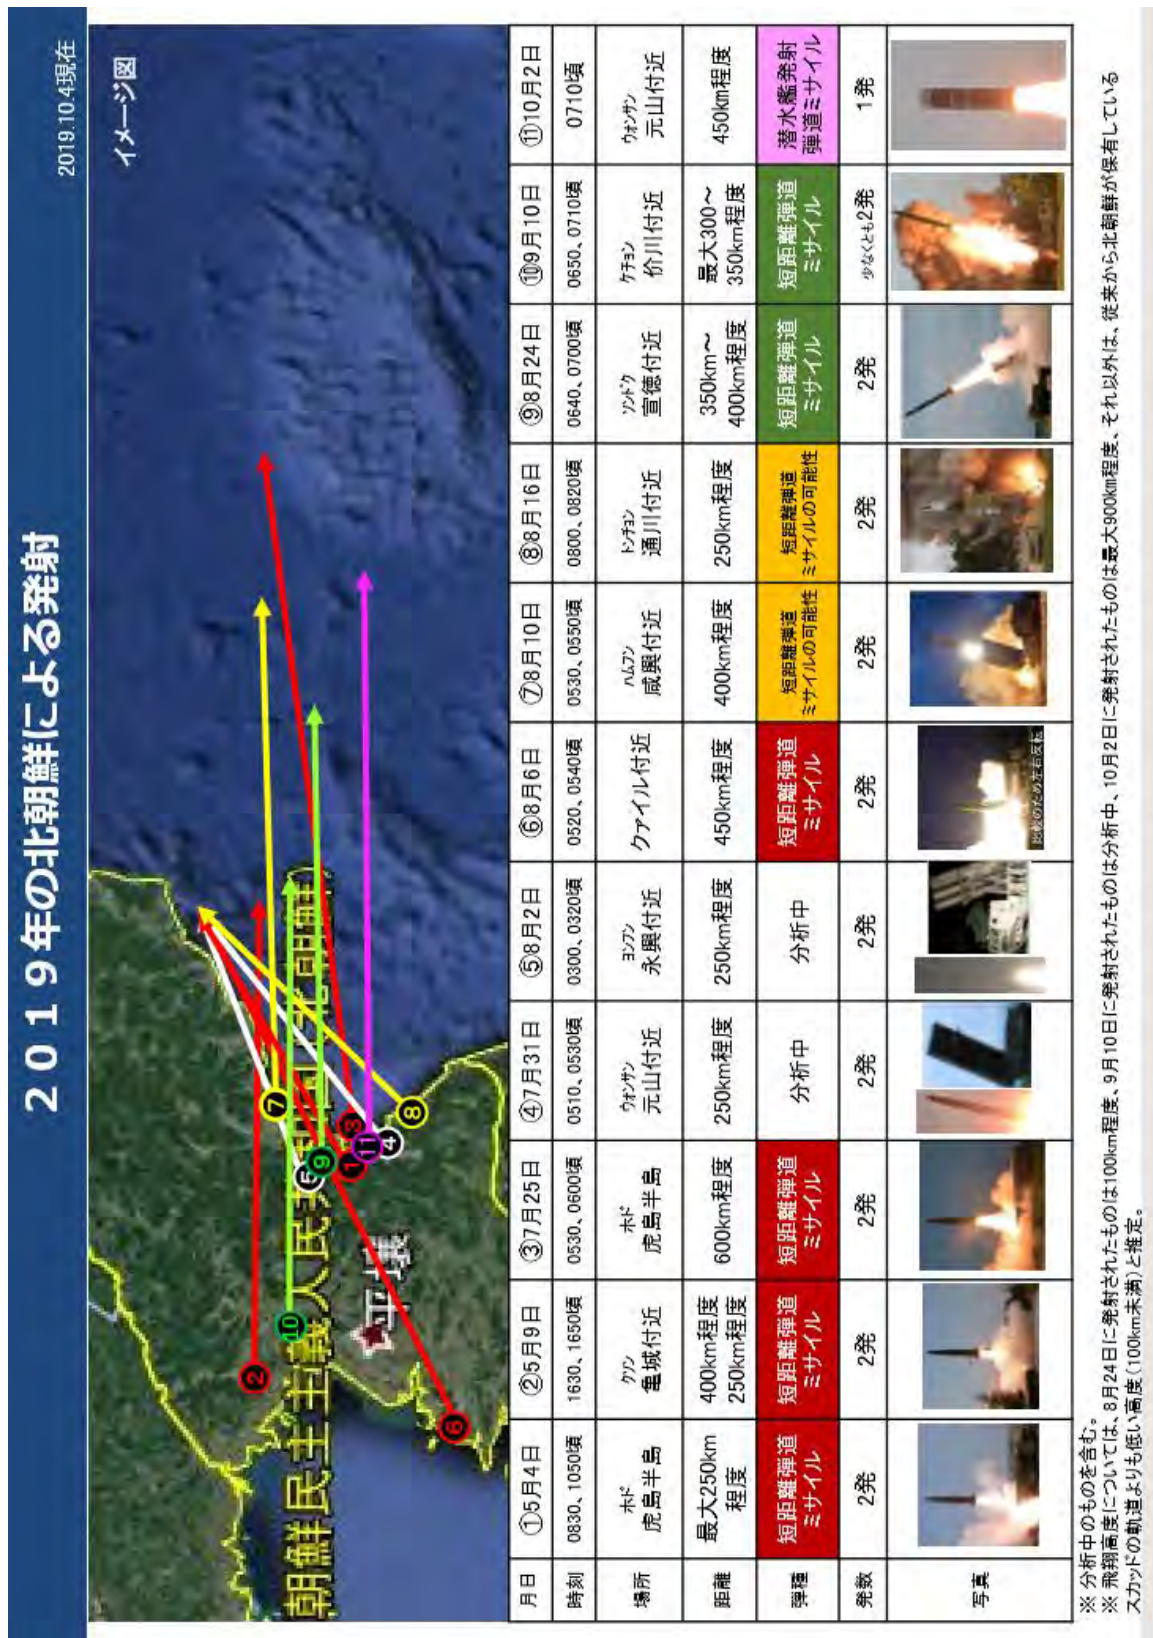 2019年の北朝鮮による発射
2019.10.4現在
イメージ図
朝鮮民主主義人民共和国(北朝鮮)
平壌
②
⑩
⑥
⑦
⑤
⑨
①
③
⑪
④
⑧
月日
①5月4日
②5月9日
③7月25日
④7月31日
⑤8月2日
⑥8月6日
⑦8月10日
⑧8月16日
⑨8月24日
⑩9月10日
⑪10月2日
時刻
0830、1050頃
1630、1650頃
0530、0600頃
0510、0530頃
0300、0320頃
0520、0540頃
0530、0550頃
0800、0820頃
0640、0700頃
0650、0710頃
0710頃
場所
ホド
虎島半島
クソン
亀城付近
ホド
虎島半島
ウォンサン
元山付近
ヨンフン
永興付近
クァイル付近
ハムフン
咸興付近
トンチョン
通川付近
ソンドク
宣徳付近
ケチョン
价川付近
ウォンサン
元山付近
距離
最大250km
程度
400km程度
250km程度
600km程度
250km程度
250km程度
450km程度
400km程度
250km程度
350km～
400km程度
最大300～
350km程度
450km程度
弾種
短距離弾道
ミサイル
短距離弾道
ミサイル
短距離弾道
ミサイル
分析中
分析中
短距離弾道
ミサイル
短距離弾道
ミサイルの可能性
短距離弾道
ミサイルの可能性
短距離弾道
ミサイル
短距離弾道
ミサイル
潜水艦発射
弾道ミサイル
発数
2発
2発
2発
2発
2発
2発
2発
2発
2発
少なくとも2発
1発
写真
比較のため左右反転
※ 分析中のものを含む。
※ 飛翔高度については、8月24日に発射されたものは100km程度、9月10日に発射されたものは分析中、10月2日に発射されたものは最大900km程度、それ以外は、従来から北朝鮮が保有している
スカッドの軌道よりも低い高度(100km未満)と推定。